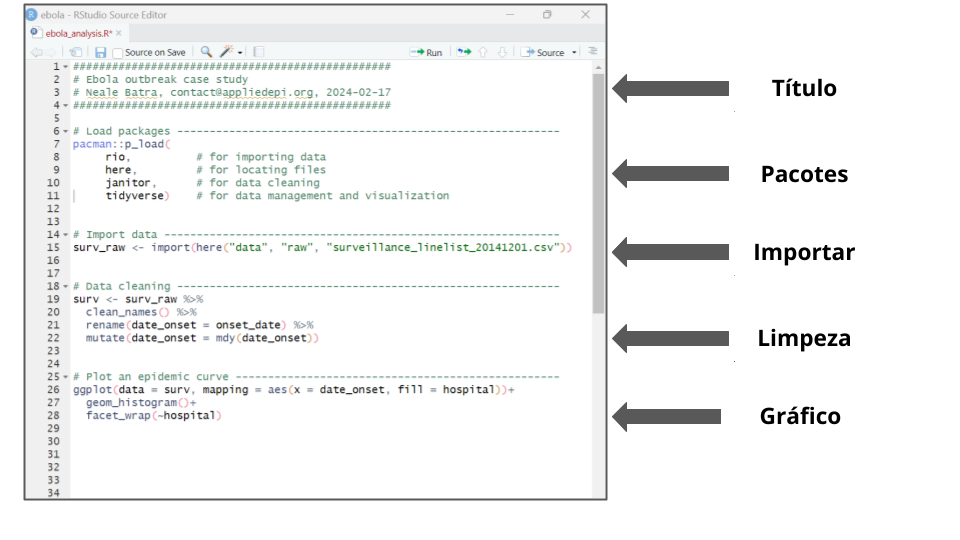 ebola - RStudio Source Editor
ebola_analysis.R*
Source on Save
Run
Source
1 ################################################
2 # Ebola outbreak case study
3 # Neale Batra, contact@appliedepi.org, 2024-02-17
4 ################################################
5
6 # Load packages -----------------------------------------------------------
7 pacman::p_load(
8 rio, # for importing data
9 here, # for locating files
10 janitor, # for data cleaning
11 tidyverse) # for data management and visualization
12
13
14 # Import data -------------------------------------------------------------
15 surv_raw <- import(here("data", "raw", "surveillance_linelist_20141201.csv"))
16
17
18 # Data cleaning -----------------------------------------------------------
19 surv <- surv_raw %>%
20 clean_names() %>%
21 rename(date_onset = onset_date) %>%
22 mutate(date_onset = mdy(date_onset))
23
24
25 # Plot an epidemic curve --------------------------------------------------
26 ggplot(data = surv, mapping = aes(x = date_onset, fill = hospital))+
27 geom_histogram()+
28 facet_wrap(~hospital)
29
30
31
32
33
34
Título
Pacotes
Importar
Limpeza
Gráfico